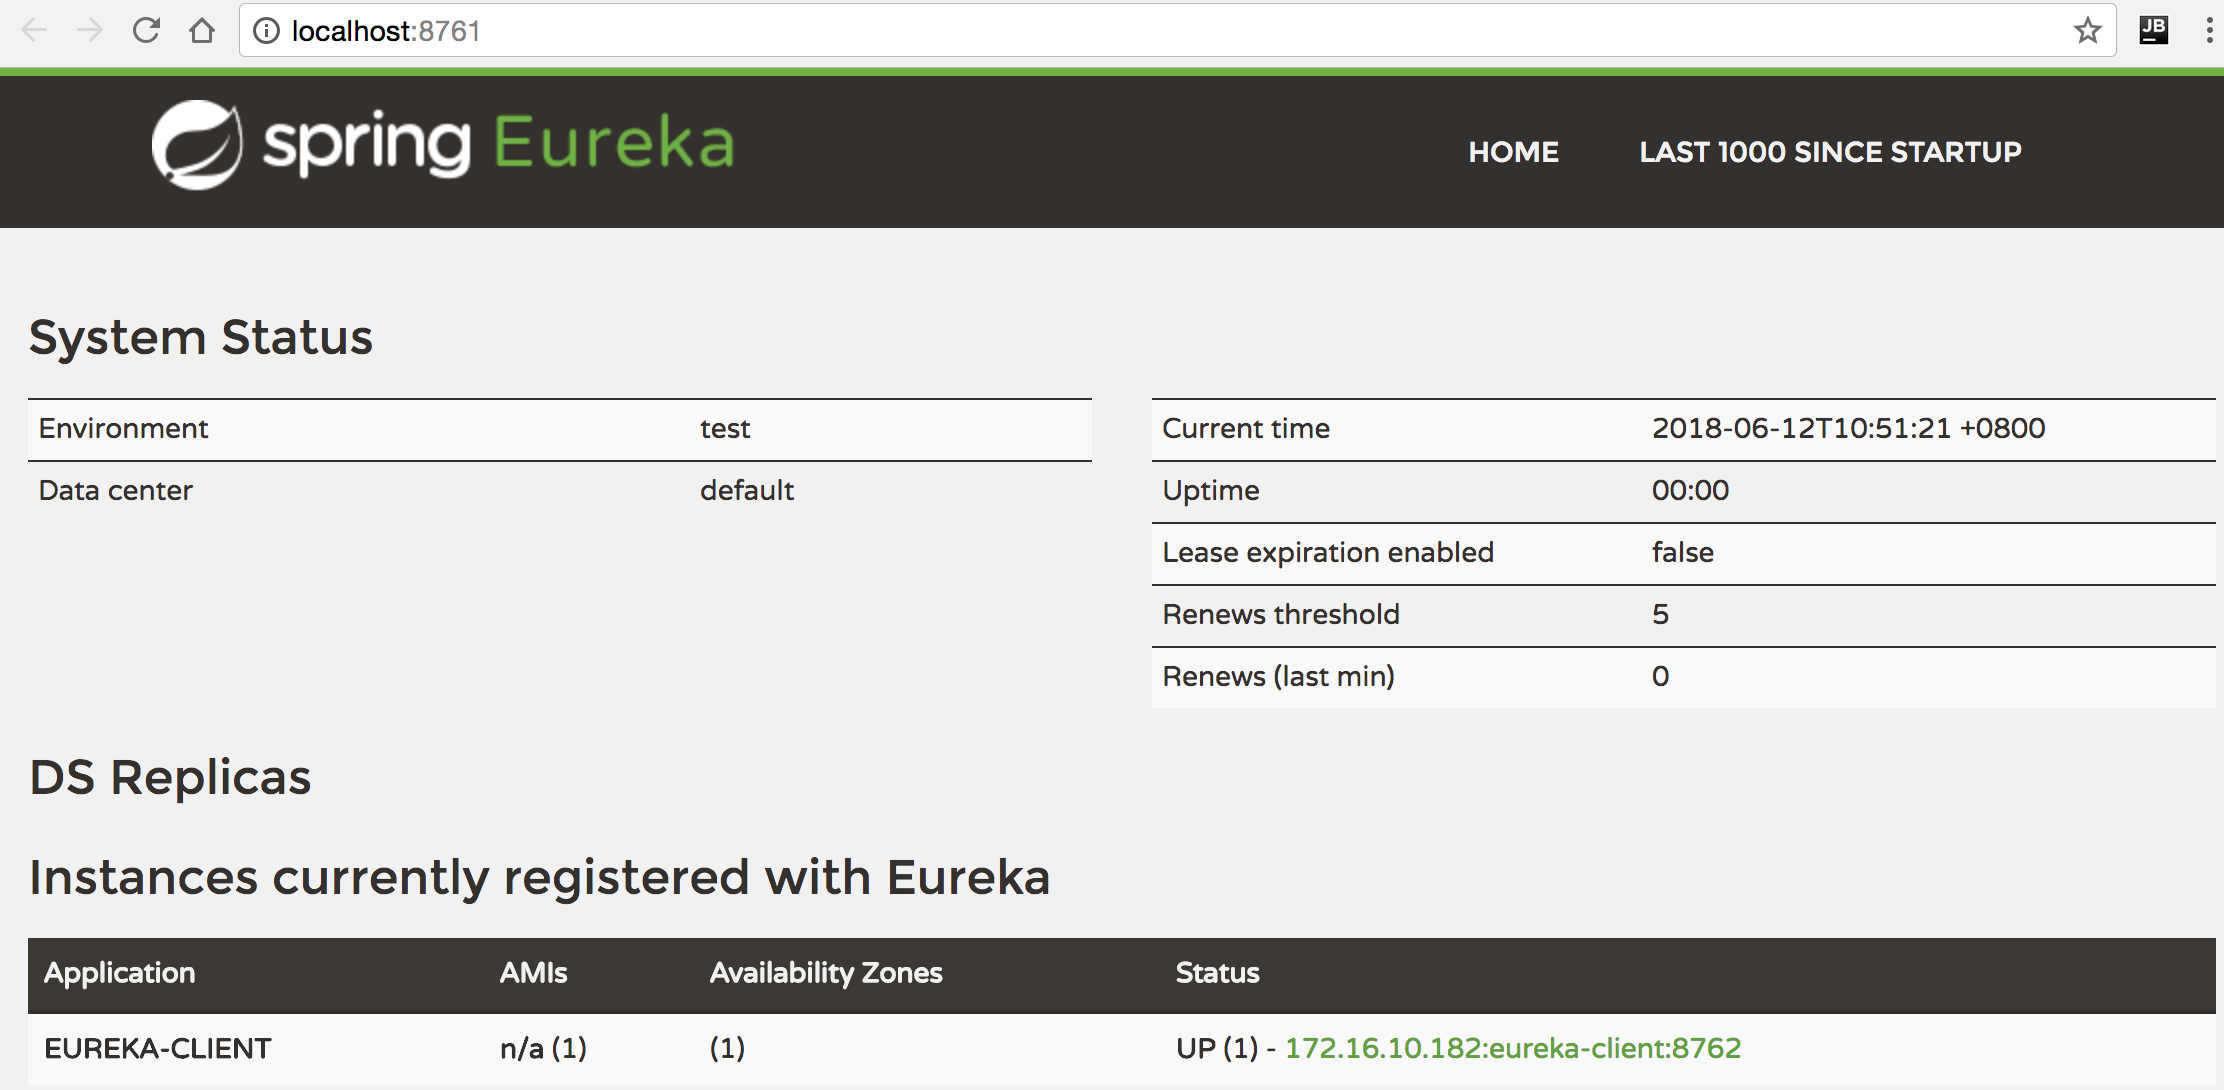 localhost:8761
JB
spring Eureka
HOME LAST 1000 SINCE STARTUP
System Status
Environment test
Data center default
Current time 2018-06-12T10:51:21 +0800
Uptime 00:00
Lease expiration enabled false
Renews threshold 5
Renews (last min) 0
DS Replicas
Instances currently registered with Eureka
Application AMIs Availability Zones Status
EUREKA-CLIENT n/a (1) (1) UP (1) - 172.16.10.182:eureka-client:8762